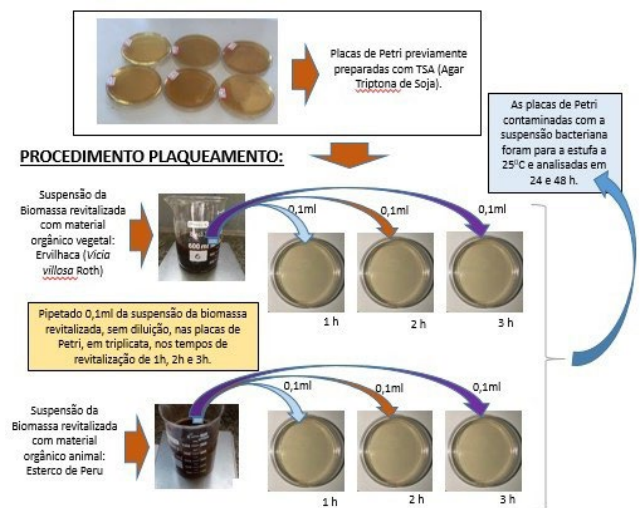 Placas de Petri previamente
preparadas com TSA (Agar
Triptona de Soja).
As placas de Petri
contaminadas com a
suspensão bacteriana
foram para a estufa a
25⁰C e analisadas em
24 e 48 h.
PROCEDIMENTO PLAQUEAMENTO:
Suspensão da
Biomassa revitalizada
com material
orgânico vegetal:
Ervilhaca (Vicia
villosa Roth)
600 ml
0,1ml
0,1ml
0,1ml
1 h
2 h
3 h
Pipetado 0,1ml da suspensão da biomassa
revitalizada, sem diluição, nas placas de
Petri, em triplicata, nos tempos de
revitalização de 1h, 2h e 3h.
Suspensão da
Biomassa revitalizada
com material
orgânico animal:
Esterco de Peru
0,1ml
0,1ml
0,1ml
1 h
2 h
3 h